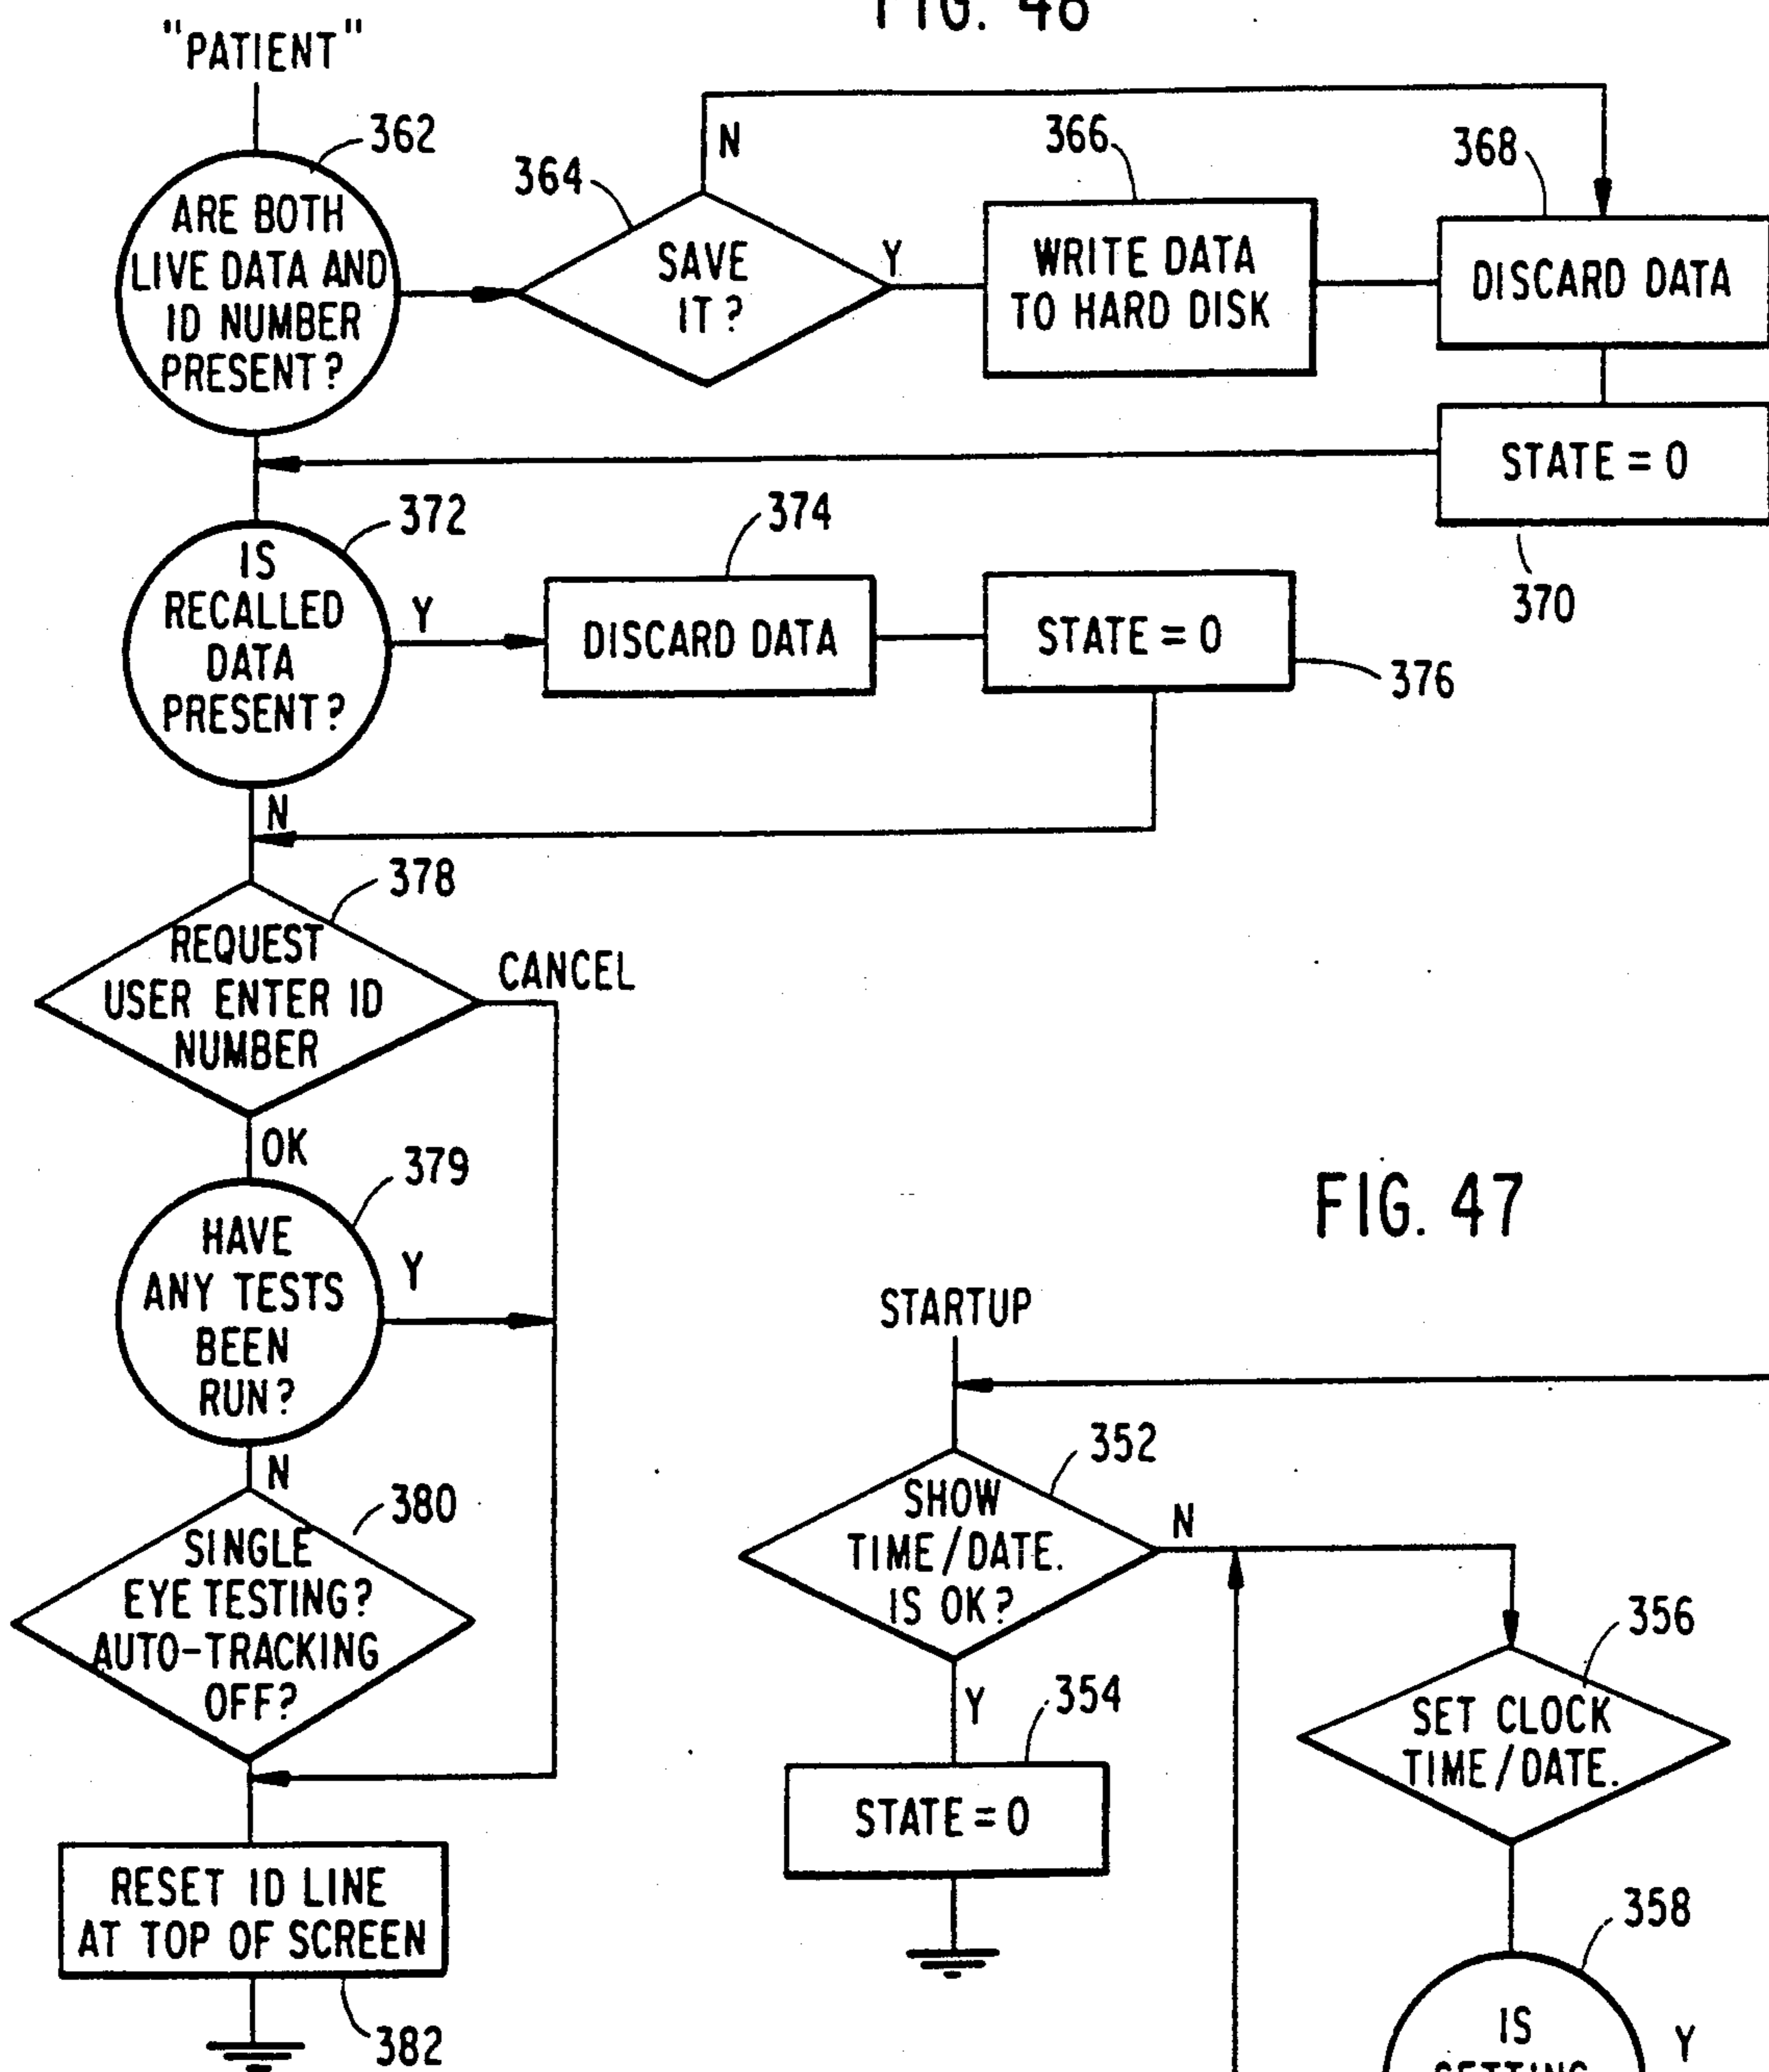 FIG. 48
"PATIENT"
362
ARE BOTH
LIVE DATA AND
ID NUMBER
PRESENT?
364
N
SAVE
IT?
Y
366
WRITE DATA
TO HARD DISK
368
DISCARD DATA
STATE = 0
370
372
IS
RECALLED
DATA
PRESENT?
Y
374
DISCARD DATA
STATE = 0
376
N
378
REQUEST
USER ENTER ID
NUMBER
CANCEL
OK
379
HAVE
ANY TESTS
BEEN
RUN?
Y
N
380
SINGLE
EYE TESTING?
AUTO-TRACKING
OFF?
RESET ID LINE
AT TOP OF SCREEN
382
FIG. 47
STARTUP
352
SHOW
TIME/DATE.
IS OK?
N
Y
354
STATE = 0
356
SET CLOCK
TIME/DATE.
358
IS
SETTING
Y